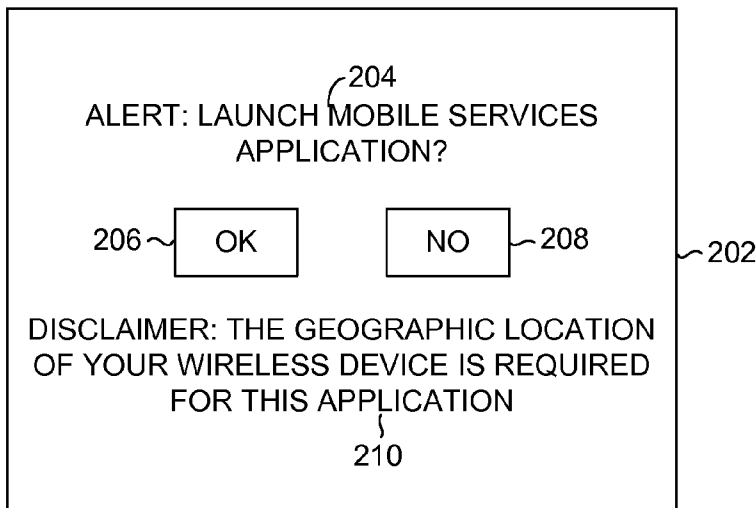 204
ALERT: LAUNCH MOBILE SERVICES
APPLICATION?
206 OK NO 208
202
DISCLAIMER: THE GEOGRAPHIC LOCATION
OF YOUR WIRELESS DEVICE IS REQUIRED
FOR THIS APPLICATION
210